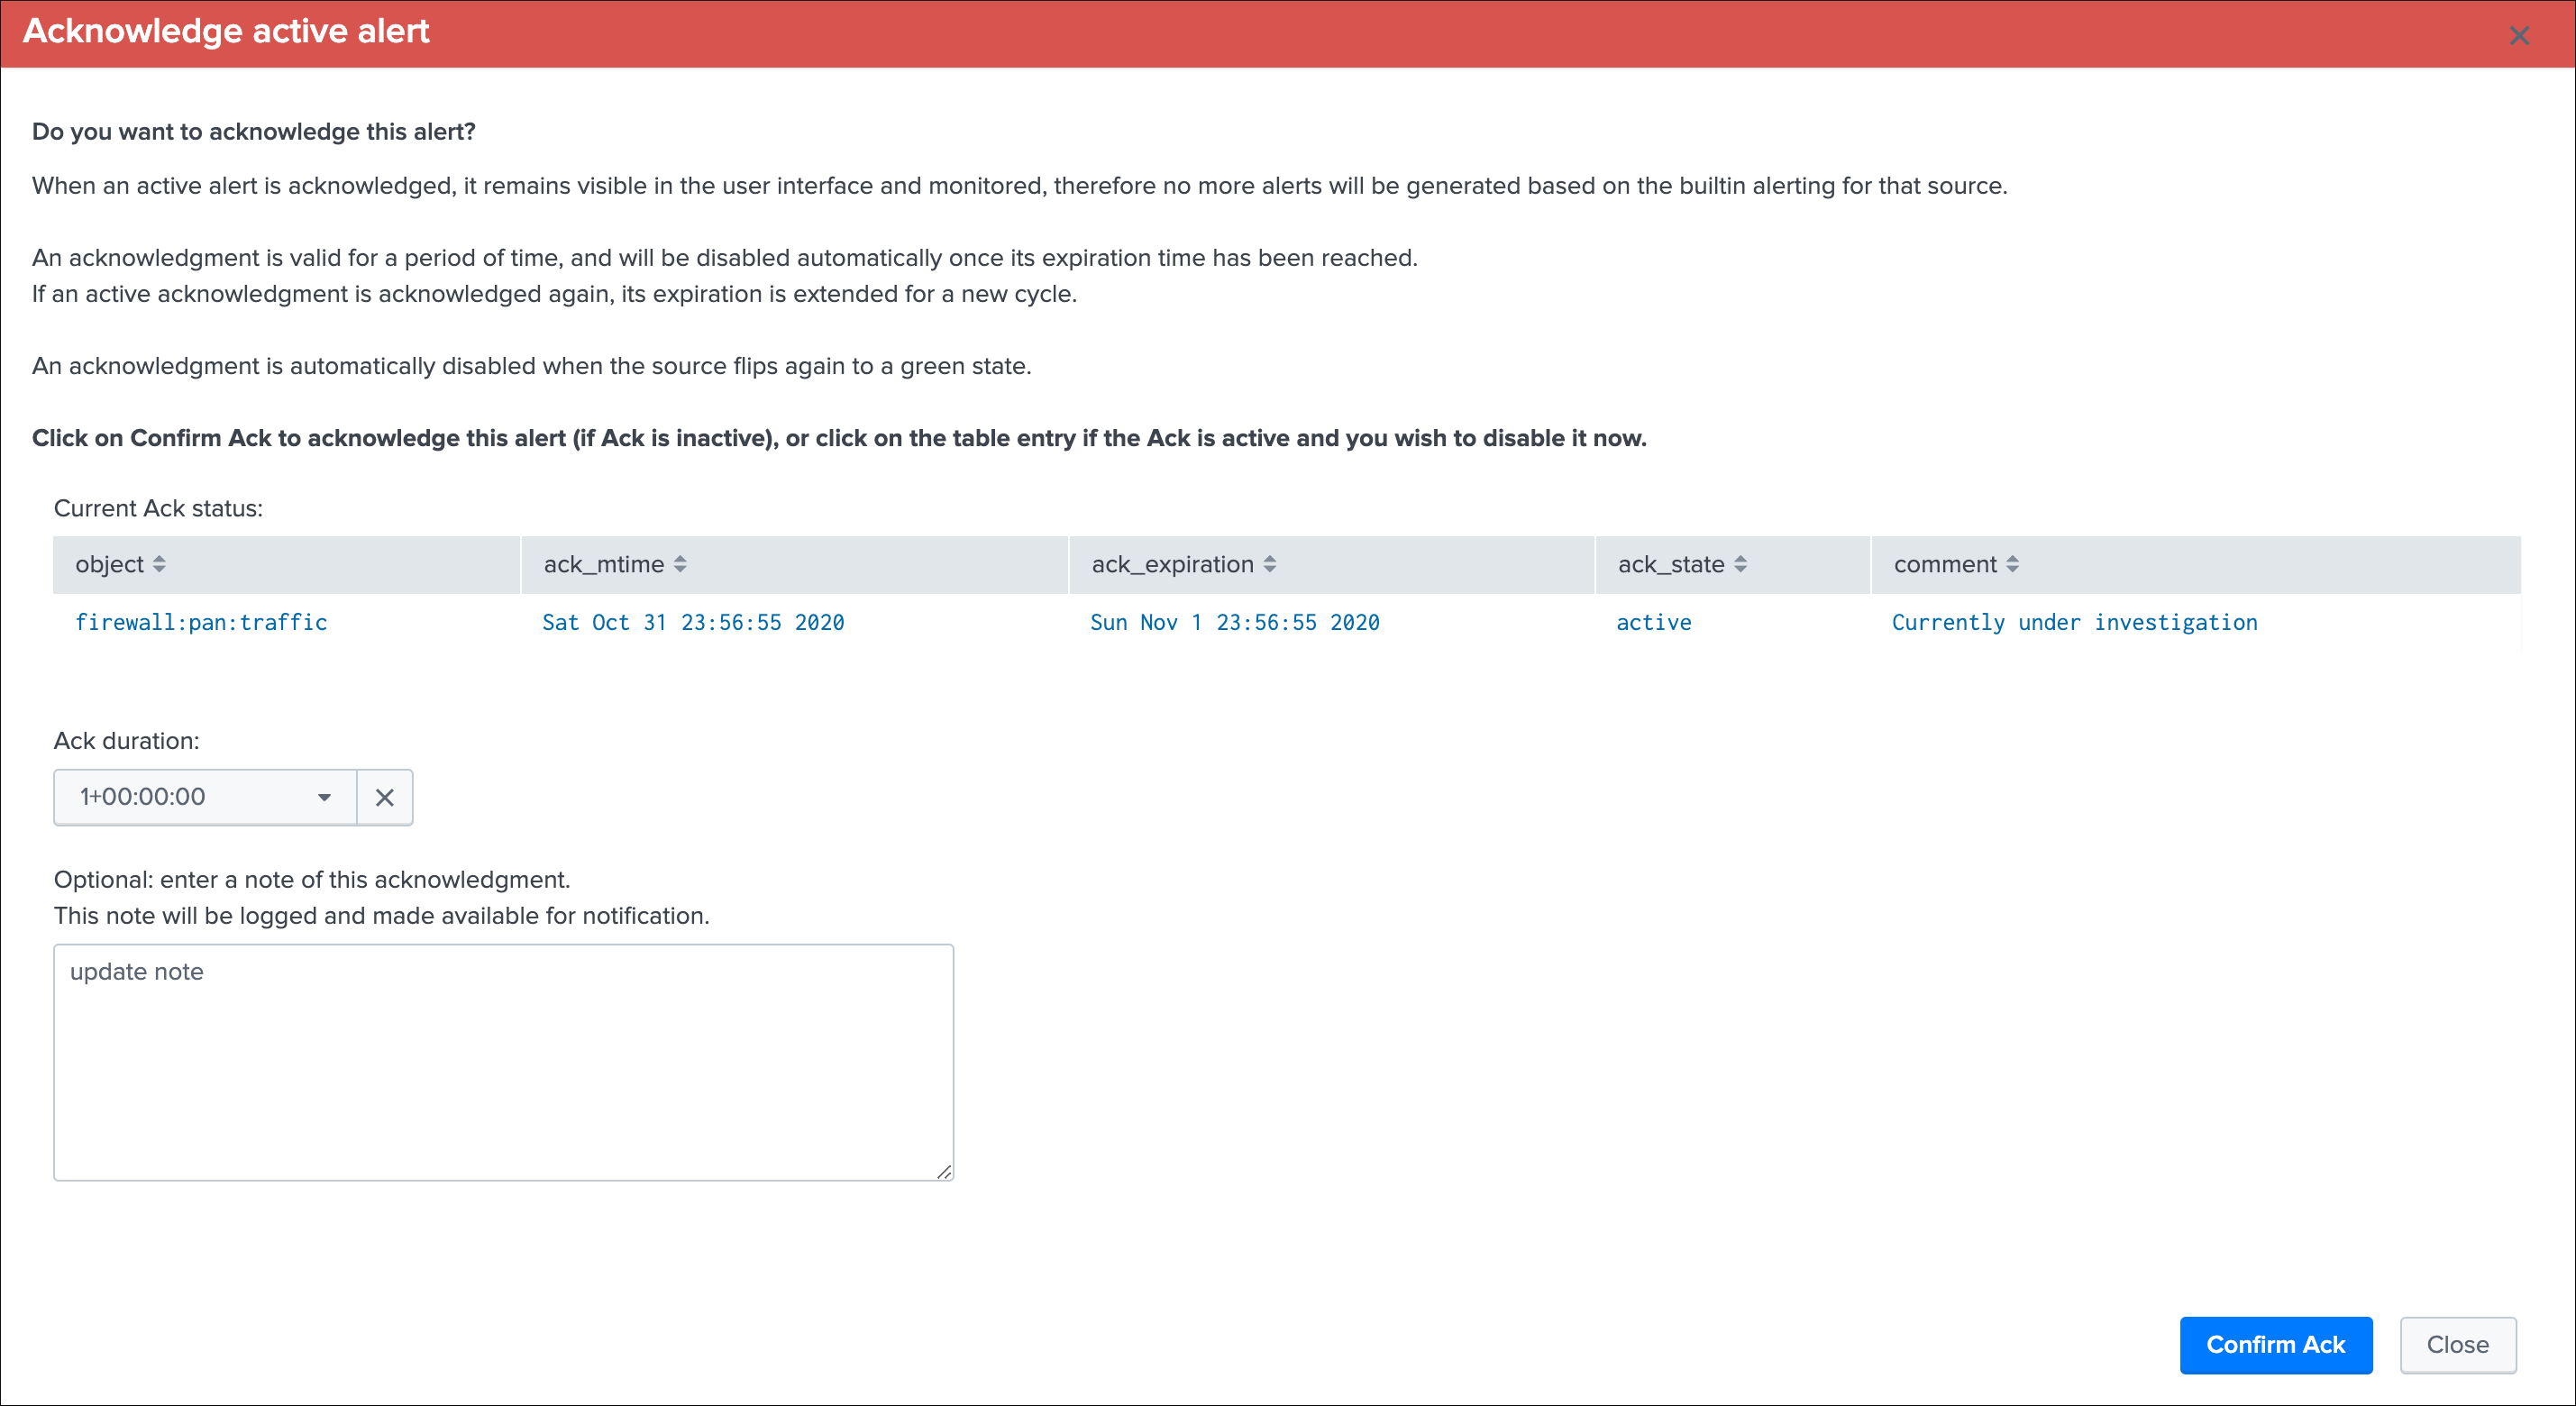 Acknowledge active alert
Do you want to acknowledge this alert?
When an active alert is acknowledged, it remains visible in the user interface and monitored, therefore no more alerts will be generated based on the builtin alerting for that source.
An acknowledgment is valid for a period of time, and will be disabled automatically once its expiration time has been reached.
If an active acknowledgment is acknowledged again, its expiration is extended for a new cycle.
An acknowledgment is automatically disabled when the source flips again to a green state.
Click on Confirm Ack to acknowledge this alert (if Ack is inactive), or click on the table entry if the Ack is active and you wish to disable it now.
Current Ack status:
object ack_mtime ack_expiration ack_state comment
firewall:pan:traffic Sat Oct 31 23:56:55 2020 Sun Nov 1 23:56:55 2020 active Currently under investigation
Ack duration:
1+00:00:00
Optional: enter a note of this acknowledgment.
This note will be logged and made available for notification.
update note
Confirm Ack Close